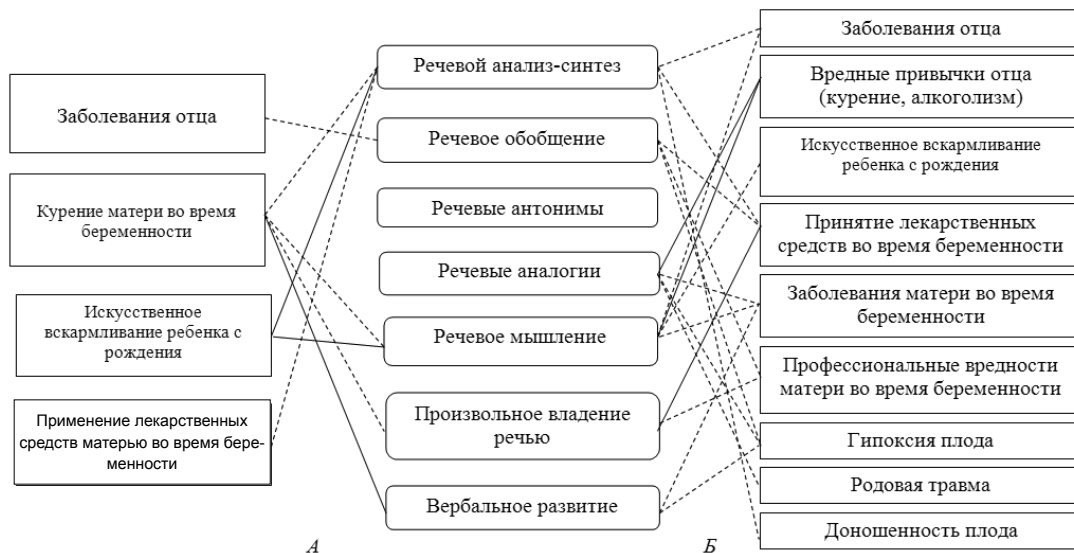 Заболевания отца
Курение матери во время
беременности
Искусственное
вскармливание ребенка с
рождения
Применение лекарственных
средств матерью во время бере-
менности
А
Речевой анализ-синтез
Речевое обобщение
Речевые антонимы
Речевые аналогии
Речевое мышление
Произвольное владение
речью
Вербальное развитие
Б
Заболевания отца
Вредные привычки отца
(курение, алкоголизм)
Искусственное вскармливание
ребенка с рождения
Принятие лекарственных
средств во время беременности
Заболевания матери во время
беременности
Профессиональные вредности
матери во время беременности
Гипоксия плода
Родовая травма
Доношенность плода